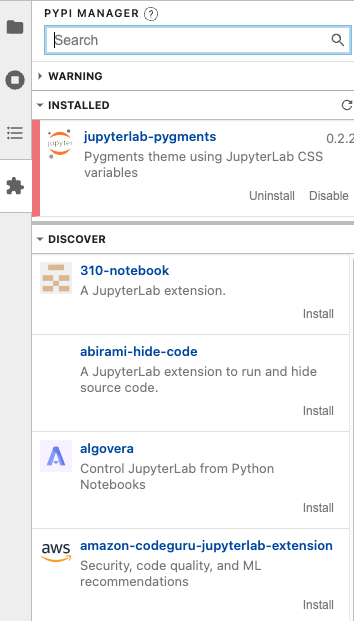 PYPI MANAGER ?
Search
WARNING
INSTALLED
jupyterlab-pygments 0.2.2
jupyter
Pygments theme using JupyterLab CSS
variables
Uninstall Disable
DISCOVER
310-notebook
A JupyterLab extension.
Install
abirami-hide-code
A JupyterLab extension to run and hide
source code.
Install
algovera
Control JupyterLab from Python
Notebooks
Install
aws
amazon-codeguru-jupyterlab-extension
Security, code quality, and ML
recommendations
Install